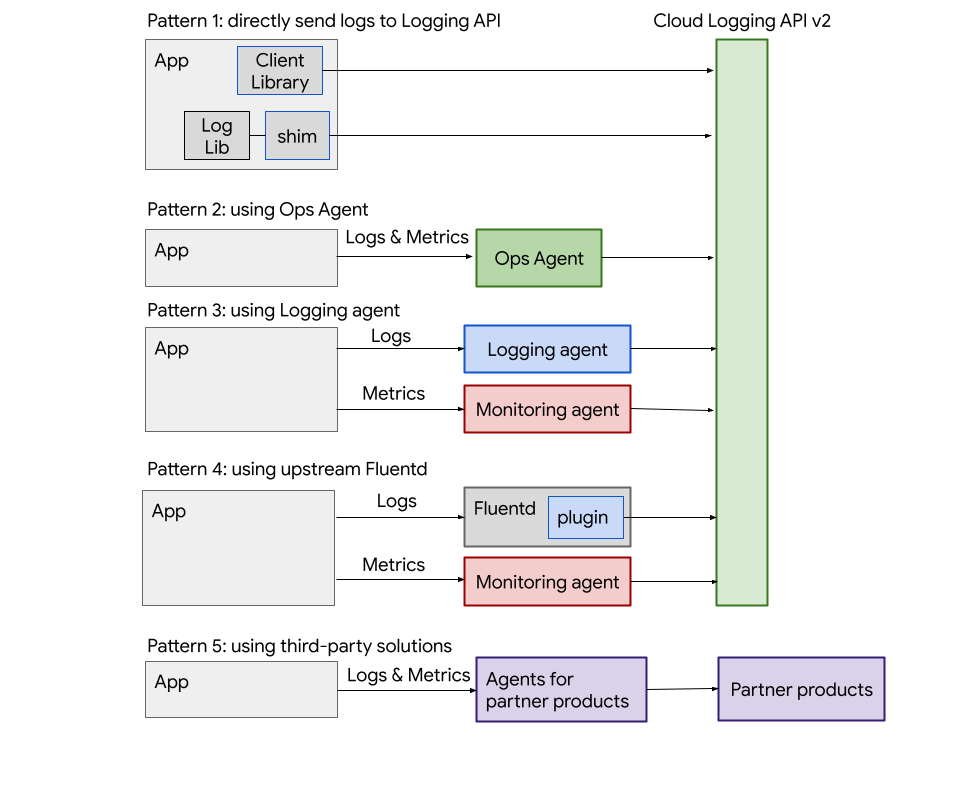 Pattern 1: directly send logs to Logging API
Cloud Logging API v2
App
Client
Library
Log
Lib
shim
Pattern 2: using Ops Agent
App
Logs & Metrics
Ops Agent
Pattern 3: using Logging agent
App
Logs
Logging agent
Metrics
Monitoring agent
Pattern 4: using upstream Fluentd
App
Logs
Fluentd
plugin
Metrics
Monitoring agent
Pattern 5: using third-party solutions
App
Logs & Metrics
Agents for
partner products
Partner products